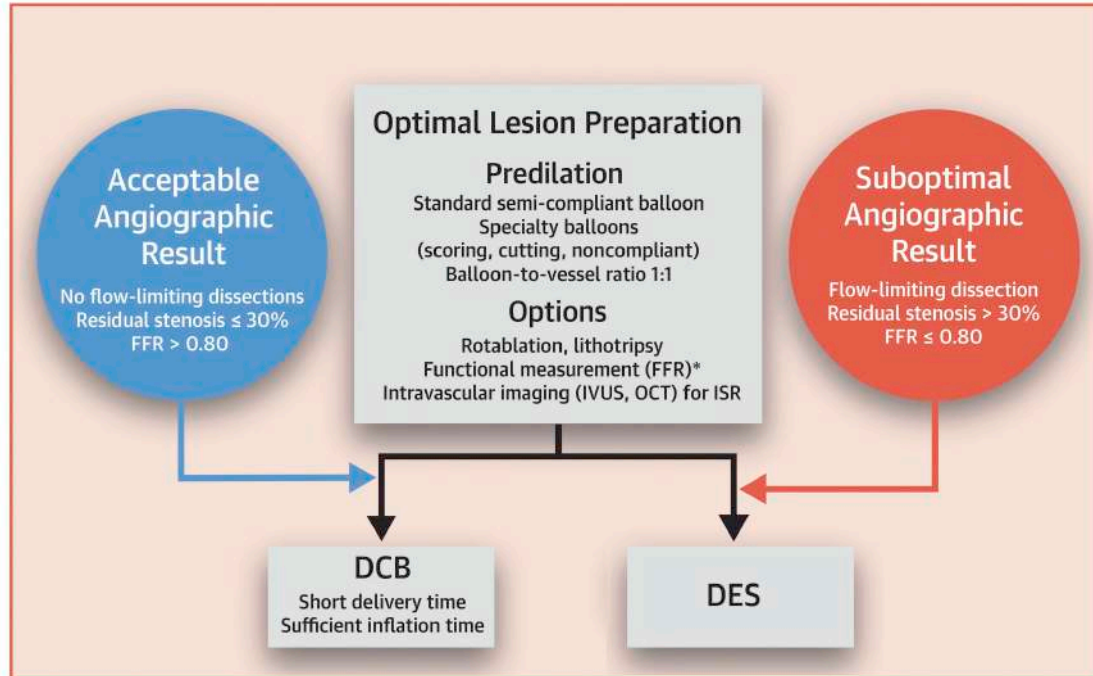 Optimal Lesion Preparation
Predilation
Standard semi-compliant balloon
Specialty balloons
(scoring, cutting, noncompliant)
Balloon-to-vessel ratio 1:1
Options
Rotablation, lithotripsy
Functional measurement (FFR)*
Intravascular imaging (IVUS, OCT) for ISR
Acceptable
Angiographic
Result
No flow-limiting dissections
Residual stenosis ≤ 30%
FFR > 0.80
Suboptimal
Angiographic
Result
Flow-limiting dissection
Residual stenosis > 30%
FFR ≤ 0.80
DCB
Short delivery time
Sufficient inflation time
DES